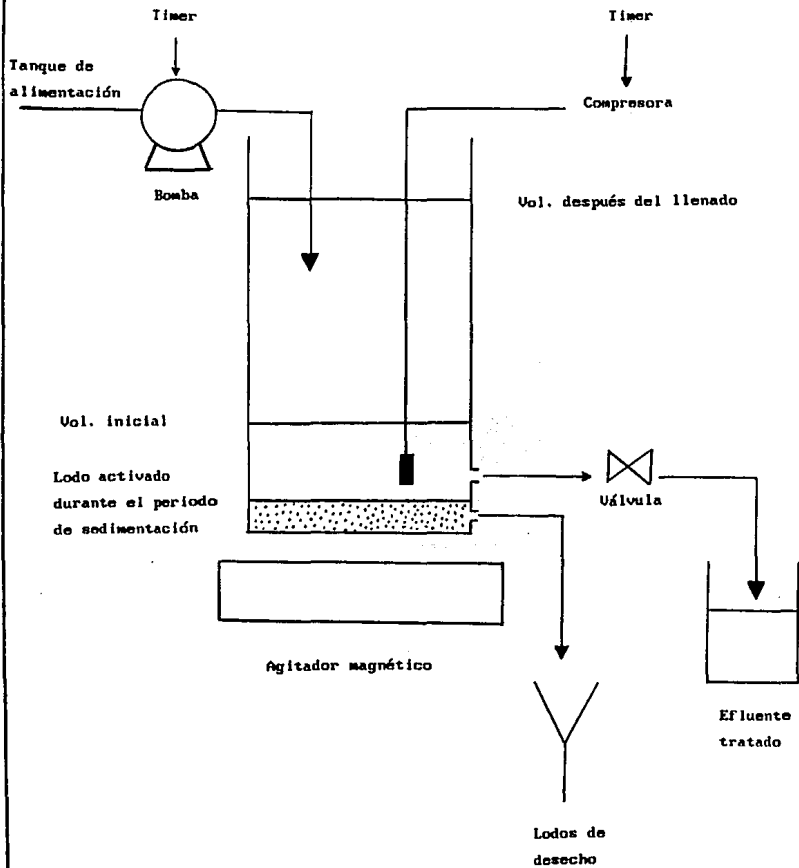 Timer
Timer
Tanque de
alimentación
Compresora
Bomba
Vol. después del llenado
Vol. inicial
Lodo activado
durante el periodo
de sedimentación
Válvula
Agitador magnético
Efluente
tratado
Lodos de
desecho